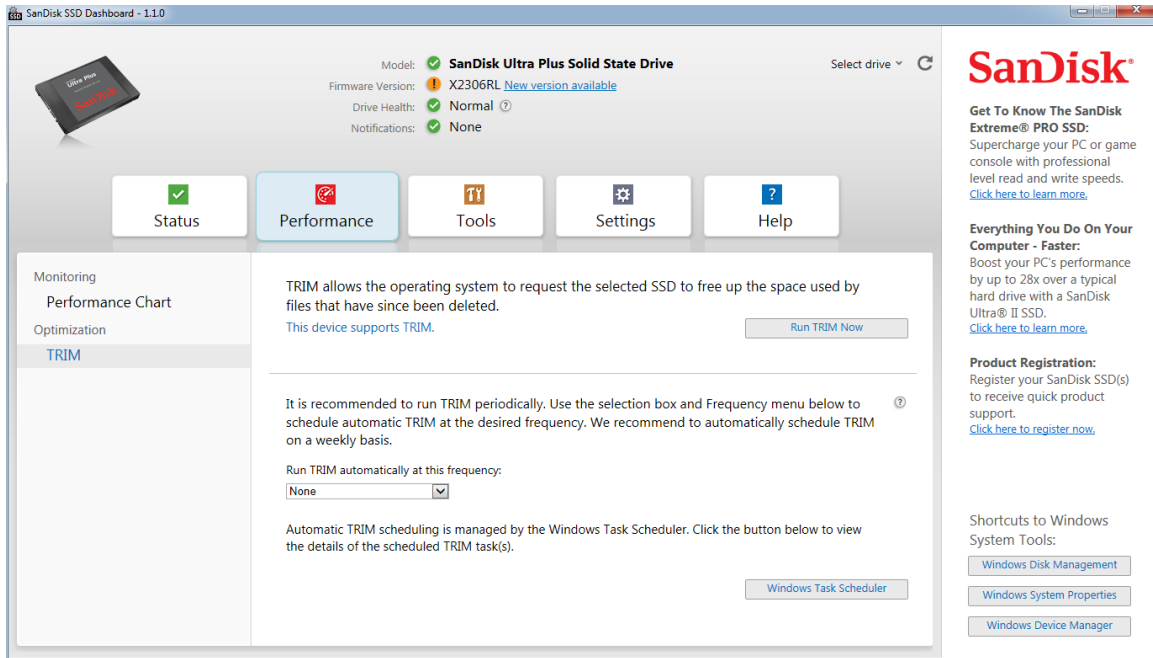 SanDisk SSD Dashboard - 1.1.0
Model: SanDisk Ultra Plus Solid State Drive
Select drive
Firmware Version: X2306RL New version available
Drive Health: Normal ?
Notifications: None
Ultra Plus
SanDisk
Status
Performance
Tools
Settings
? Help
Monitoring
Performance Chart
Optimization
TRIM
TRIM allows the operating system to request the selected SSD to free up the space used by
files that have since been deleted.
This device supports TRIM.
Run TRIM Now
It is recommended to run TRIM periodically. Use the selection box and Frequency menu below to
schedule automatic TRIM at the desired frequency. We recommend to automatically schedule TRIM
on a weekly basis.
?
Run TRIM automatically at this frequency:
None
Automatic TRIM scheduling is managed by the Windows Task Scheduler. Click the button below to view
the details of the scheduled TRIM task(s).
Windows Task Scheduler
SanDisk®
Get To Know The SanDisk
Extreme® PRO SSD:
Supercharge your PC or game
console with professional
level read and write speeds.
Click here to learn more.
Everything You Do On Your
Computer - Faster:
Boost your PC's performance
by up to 28x over a typical
hard drive with a SanDisk
Ultra® II SSD.
Click here to learn more.
Product Registration:
Register your SanDisk SSD(s)
to receive quick product
support.
Click here to register now.
Shortcuts to Windows
System Tools:
Windows Disk Management
Windows System Properties
Windows Device Manager